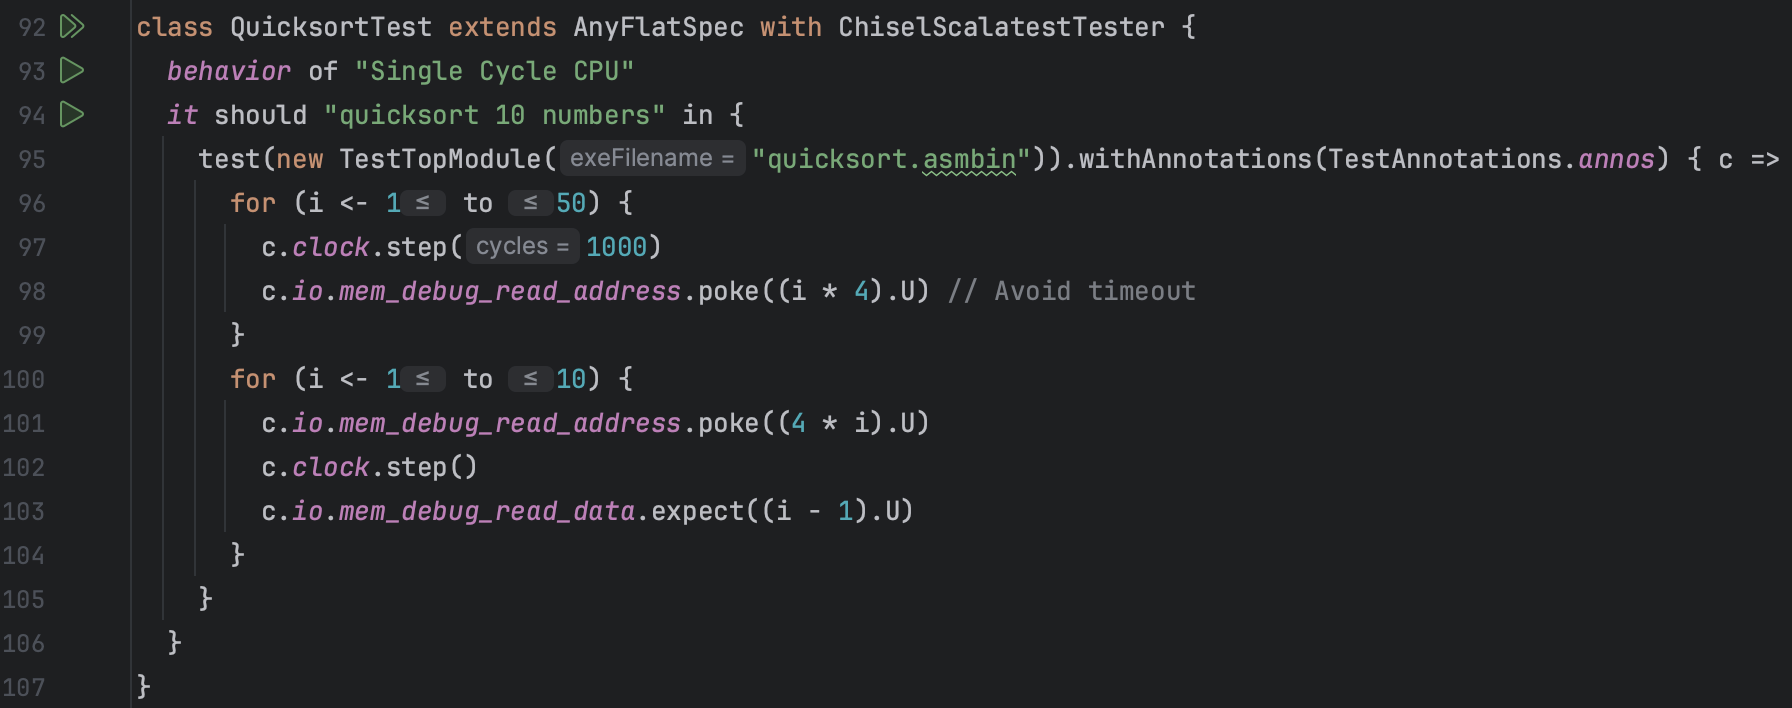 92 class QuicksortTest extends AnyFlatSpec with ChiselScalatestTester {
93 behavior of "Single Cycle CPU"
94 it should "quicksort 10 numbers" in {
95 test(new TestTopModule( exeFilename = "quicksort.asmbin")).withAnnotations(TestAnnotations.annos) { c =>
96 for (i <- 1 ≤ to ≤ 50) {
97 c.clock.step( cycles = 1000)
98 c.io.mem_debug_read_address.poke((i * 4).U) // Avoid timeout
99 }
100 for (i <- 1 ≤ to ≤ 10) {
101 c.io.mem_debug_read_address.poke((4 * i).U)
102 c.clock.step()
103 c.io.mem_debug_read_data.expect((i - 1).U)
104 }
105 }
106 }
107 }